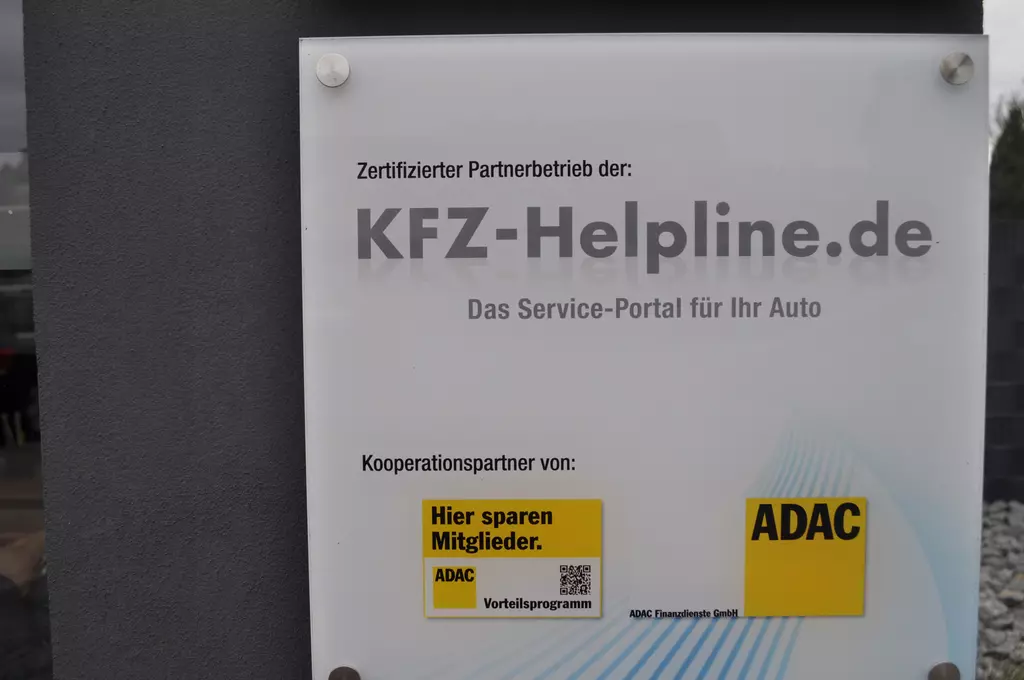 Zertifizierter Partnerbetrieb der:
KFZ-Helpline.de
Das Service-Portal für Ihr Auto
Kooperationspartner von:
Hier sparen
Mitglieder.
ADAC
Vorteilsprogramm
ADAC Finanzdienste GmbH
ADAC